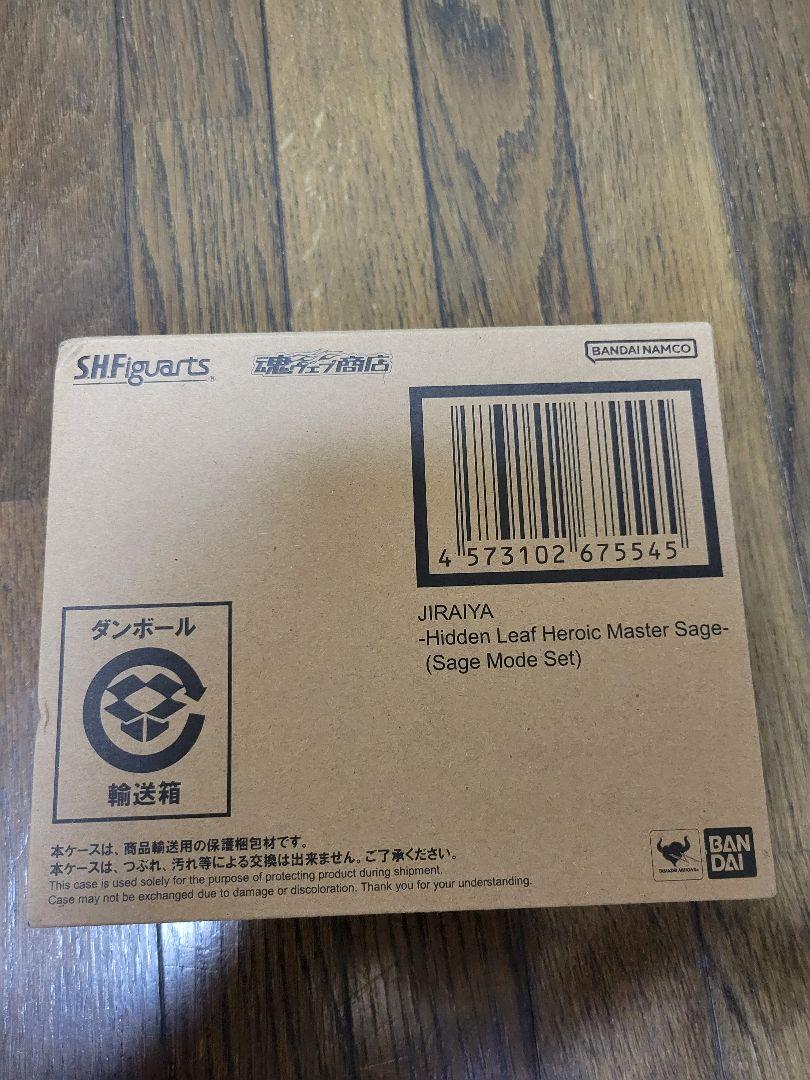 S.H.Figuarts
魂ウェブ商店
BANDAI NAMCO
4 573102 675545
JIRAIYA
-Hidden Leaf Heroic Master Sage-
(Sage Mode Set)
ダンボール
輸送箱
本ケースは、商品輸送用の保護梱包材です。
本ケースは、つぶれ、汚れ等による交換は出来ません。ご了承ください。
This case is used solely for the purpose of protecting product during shipment.
Case may not be exchanged due to damage or discoloration. Thank you for your understanding.
TAMASHII NATIONS
BAN
DAI